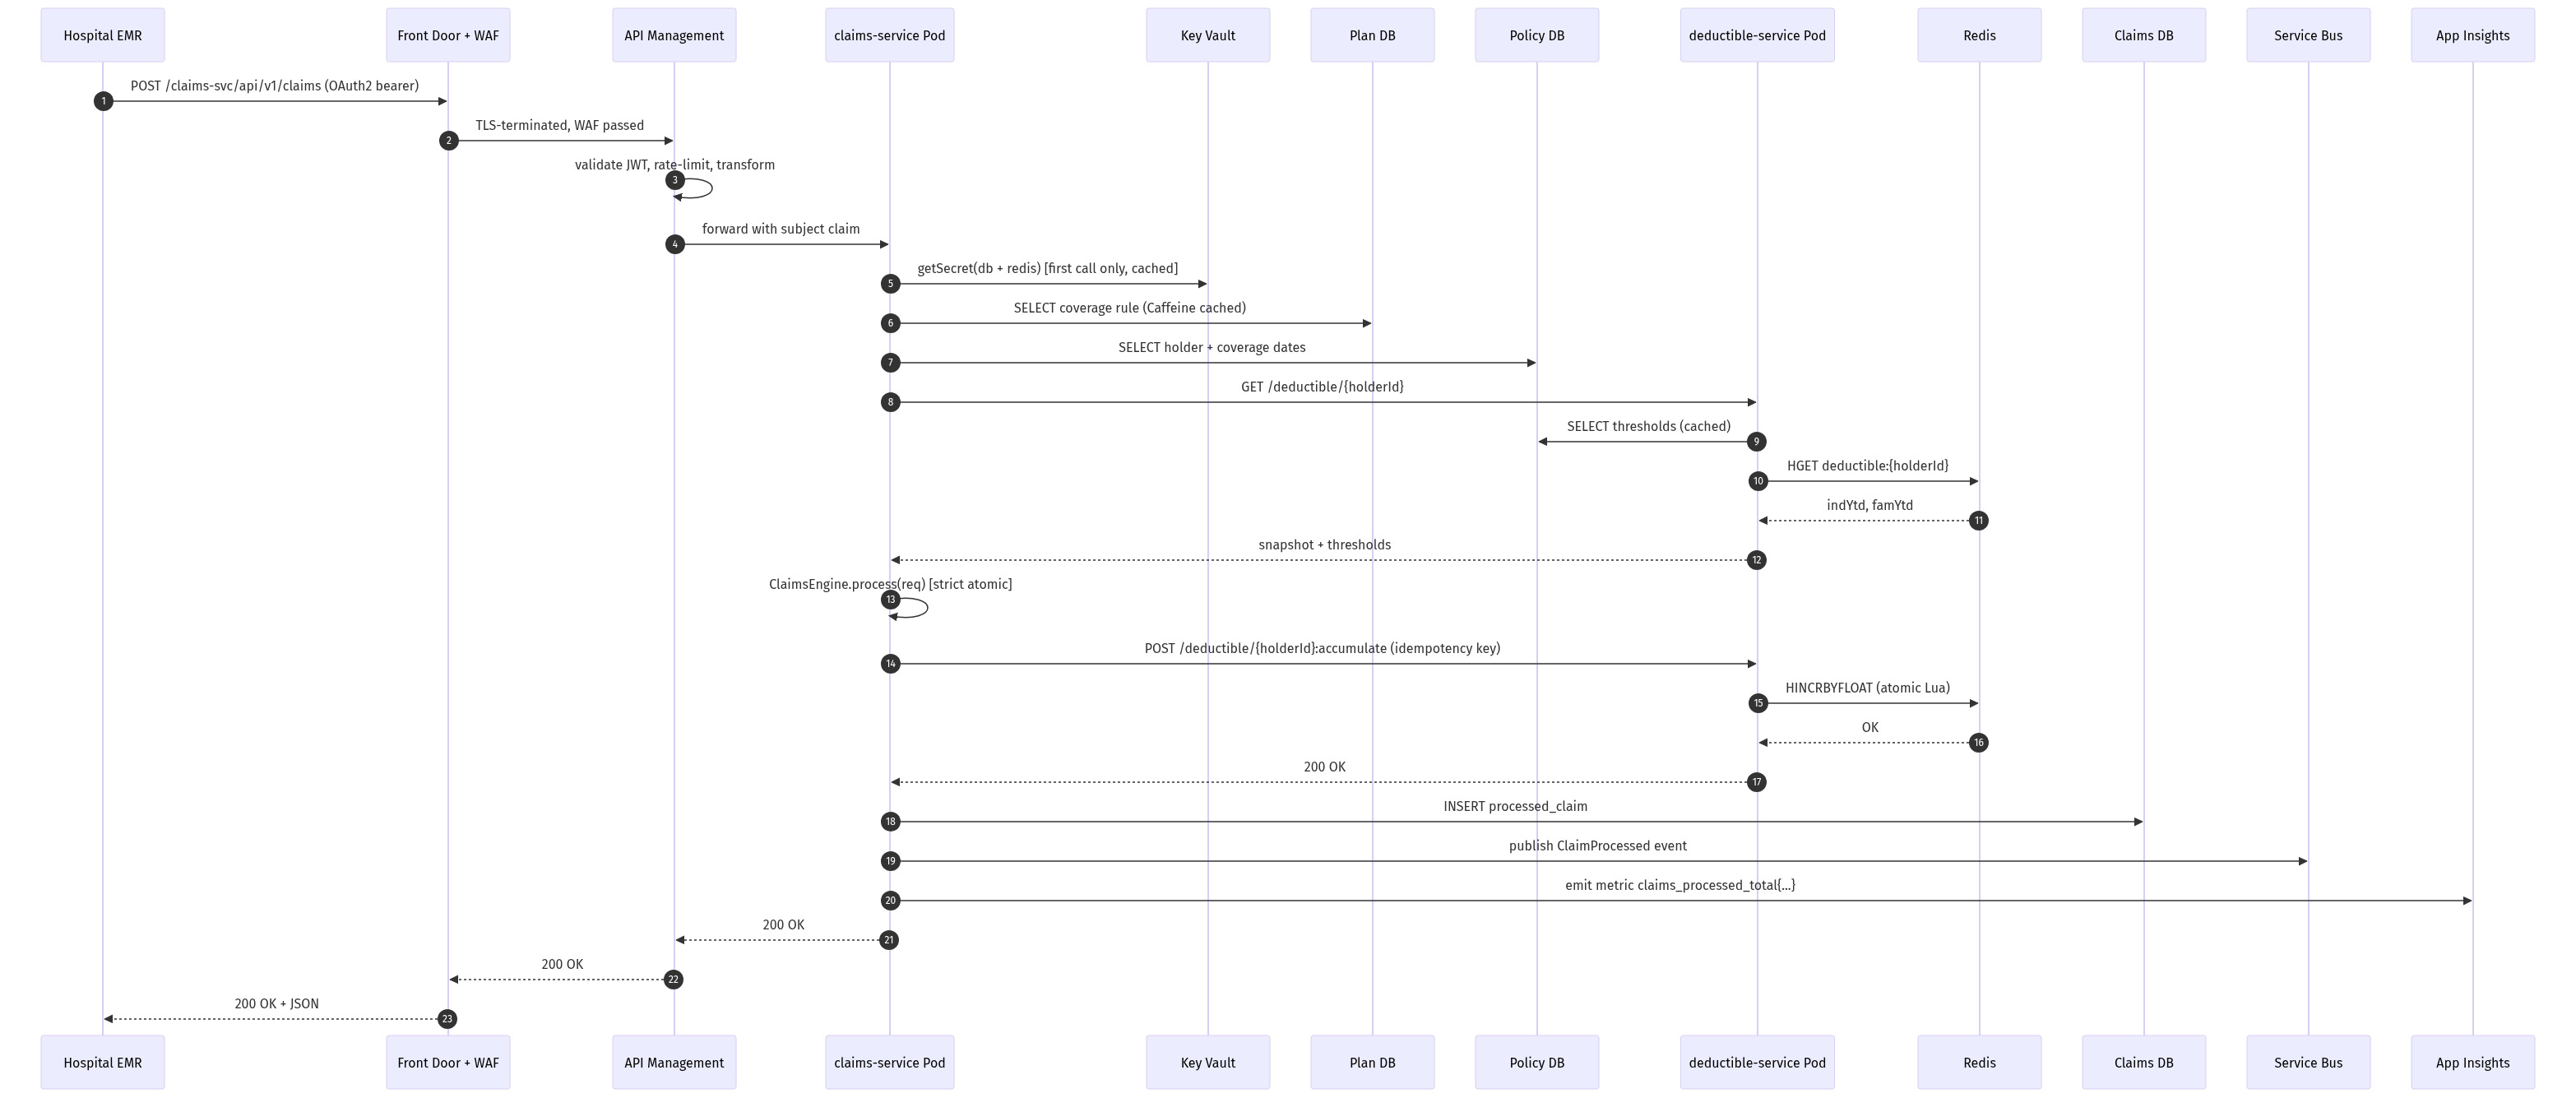 Hospital EMR
Front Door + WAF
API Management
claims-service Pod
Key Vault
Plan DB
Policy DB
deductible-service Pod
Redis
Claims DB
Service Bus
App Insights
POST /claims-svc/api/v1/claims (OAuth2 bearer)
1
TLS-terminated, WAF passed
2
validate JWT, rate-limit, transform
3
forward with subject claim
4
getSecret(db + redis) [first call only, cached]
5
SELECT coverage rule (Caffeine cached)
6
SELECT holder + coverage dates
7
GET /deductible/{holderId}
8
SELECT thresholds (cached)
9
HGET deductible:{holderId}
10
indYtd, famYtd
11
snapshot + thresholds
12
ClaimsEngine.process(req) [strict atomic]
13
POST /deductible/{holderId}:accumulate (idempotency key)
14
HINCRBYFLOAT (atomic Lua)
15
OK
16
200 OK
17
INSERT processed_claim
18
publish ClaimProcessed event
19
emit metric claims_processed_total{...}
20
200 OK
21
200 OK
22
200 OK + JSON
23
Hospital EMR
Front Door + WAF
API Management
claims-service Pod
Key Vault
Plan DB
Policy DB
deductible-service Pod
Redis
Claims DB
Service Bus
App Insights